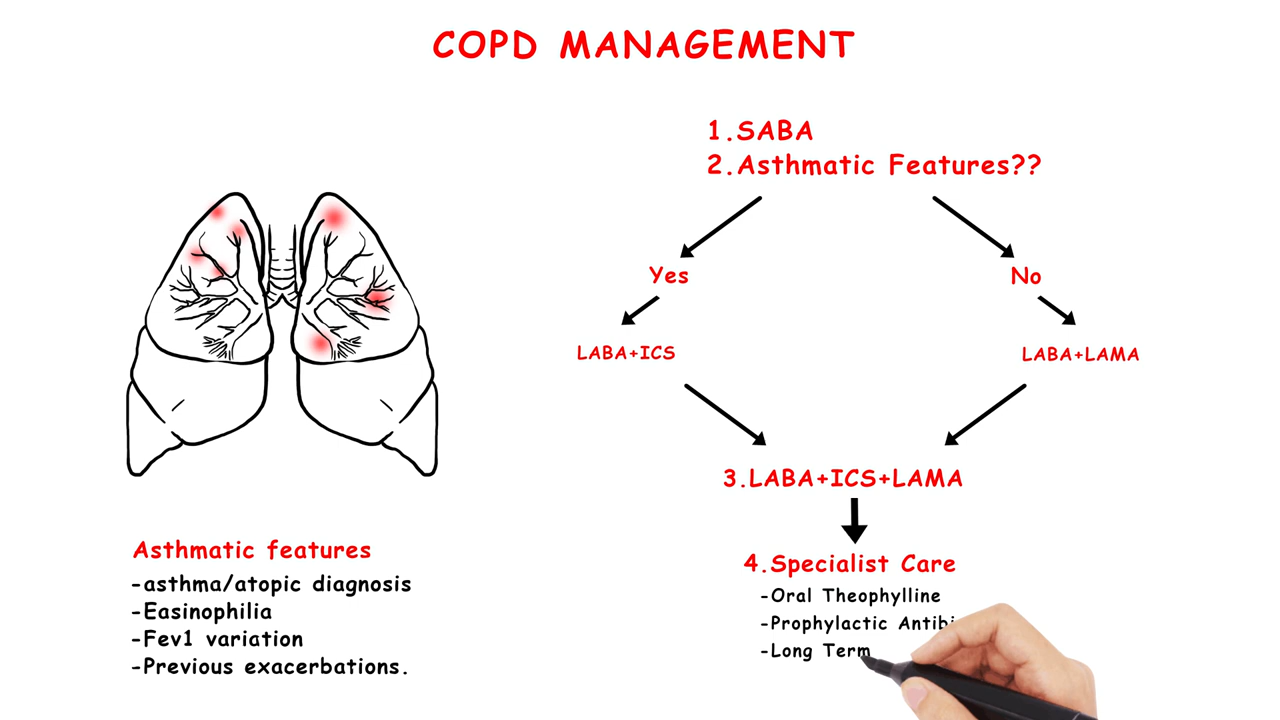 COPD MANAGEMENT
1.SABA
2.Asthmatic Features??
Yes
No
LABA+ICS
LABA+LAMA
3.LABA+ICS+LAMA
4.Specialist Care
-Oral Theophylline
-Prophylactic
-Long Term
Asthmatic features
-asthma/atopic diagnosis
-Easinophilia
-Fev1 variation
-Previous exacerbations.